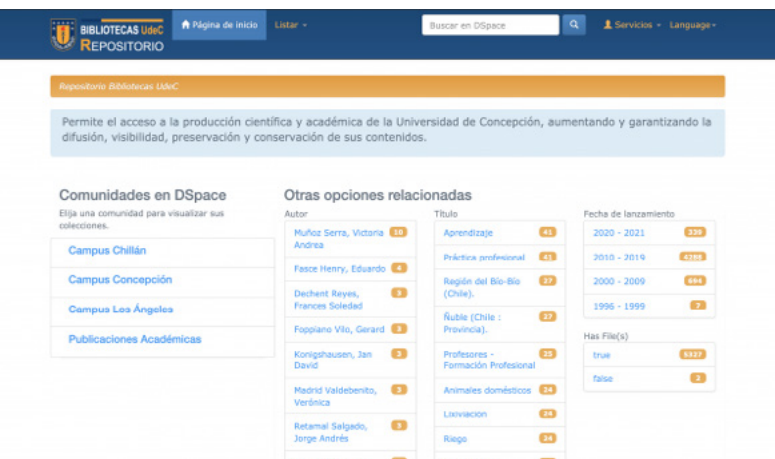 BIBLIOTECAS UdeC
REPOSITORIO
Página de inicio
Listar
Buscar en DSpace
Servicios
Language
Repositorio Bibliotecas UdeC
Permite el acceso a la producción científica y académica de la Universidad de Concepción, aumentando y garantizando la
difusión, visibilidad, preservación y conservación de sus contenidos.
Comunidades en DSpace
Elija una comunidad para visualizar sus
colecciones.
Campus Chillán
Campus Concepción
Campus Los Ángeles
Publicaciones Académicas
Otras opciones relacionadas
Autor
Muñoz Serra, Victoria 10
Andrea
Fasce Henry, Eduardo 4
Dechent Reyes, 3
Frances Soledad
Foppiano Vilo, Gerard 3
Konigshausen, Jan 3
David
Madrid Valdebenito, 3
Verónica
Retamal Salgado, 3
Jorge Andrés
Título
Aprendizaje 41
Práctica profesional 41
Región del Bío-Bío 27
(Chile).
Ñuble (Chile : 27
Provincia).
Profesores - 25
Formación Profesional
Animales domésticos 24
Lixiviacion 24
Riego 24
Fecha de lanzamiento
2020 - 2021
2010 - 2019
2000 - 2009 694
1996 - 1999 7
Has File(s)
true 5327
false 2